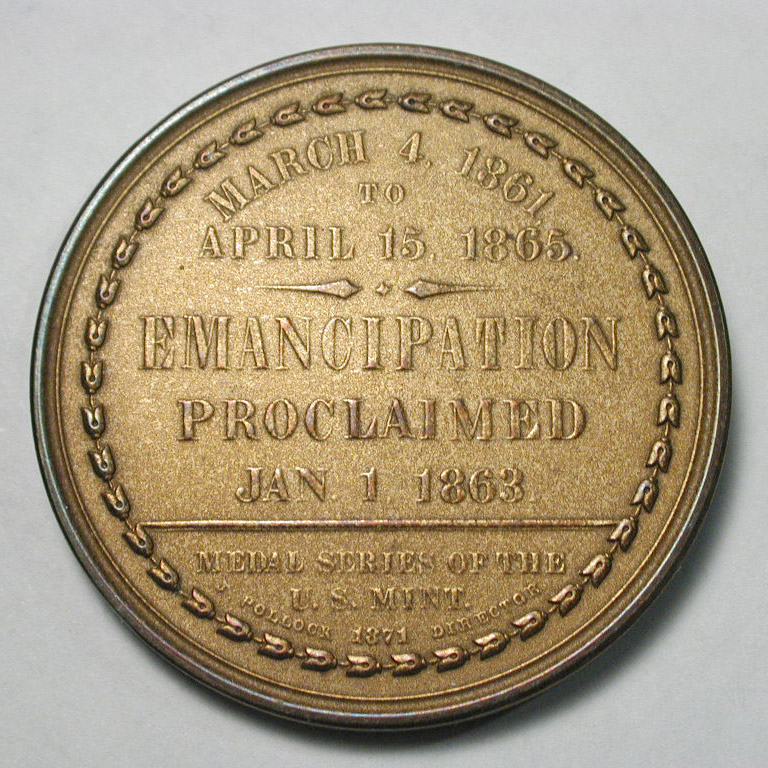 MARCH 4, 1861
TO
APRIL 15. 1865.
EMANCIPATION
PROCLAIMED
JAN. 1 1863
MEDAL SERIES OF THE
U. S. MINT.
J. POLLOCK 1871 DIRECTOR